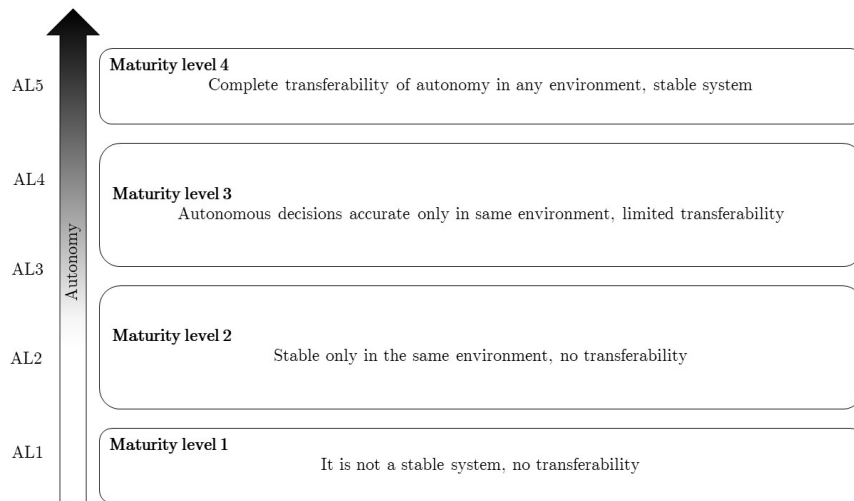 AL5
Maturity level 4
Complete transferability of autonomy in any environment, stable system
AL4
Maturity level 3
Autonomous decisions accurate only in same environment, limited transferability
Autonomy
AL3
Maturity level 2
Stable only in the same environment, no transferability
AL2
Maturity level 1
It is not a stable system, no transferability
AL1